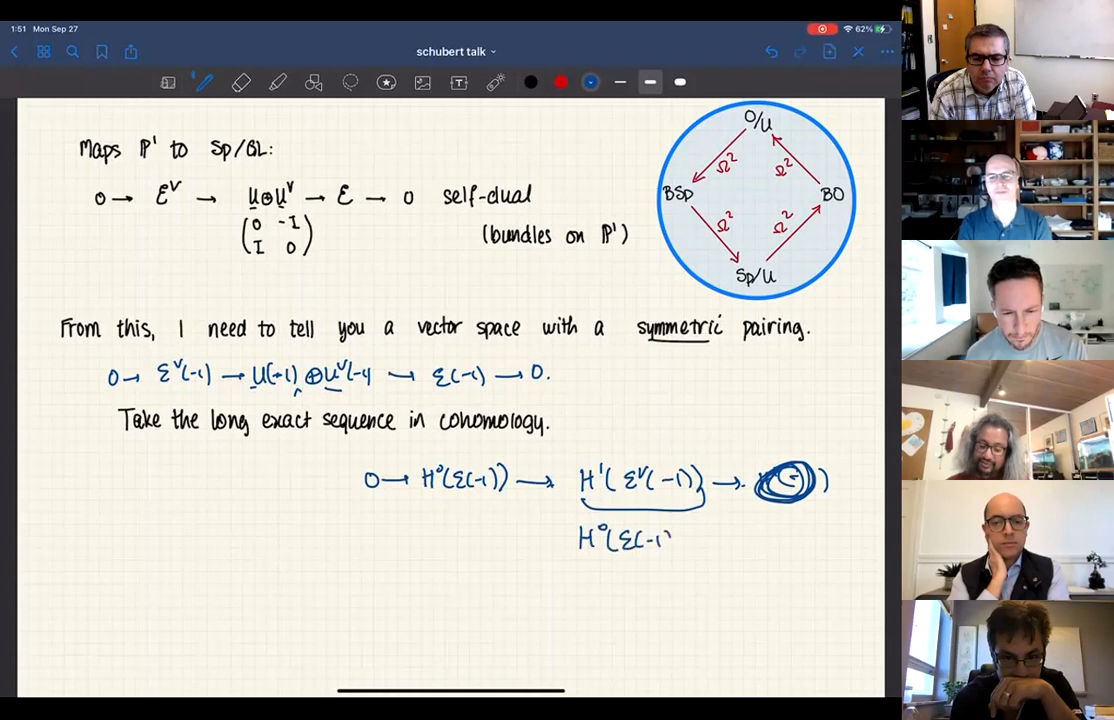 1:51 Mon Sep 27
62%
schubert talk
Maps ℙ¹ to Sp/GL:
0 → ℰ^∨ → U⊕U^∨ → ℰ → 0 self-dual
(0 -I
I 0)
(bundles on ℙ¹)
O/U
Ω² Ω²
BSp BO
Ω² Ω²
Sp/U
From this, I need to tell you a vector space with a symmetric pairing.
0 → ℰ^∨(-1) → U(-1) ⊕ U^∨(-1) → ℰ(-1) → 0.
Take the long exact sequence in cohomology.
0 → H⁰(ℰ(-1)) → H¹(ℰ^∨(-1)) → )
H⁰(ℰ(-1)